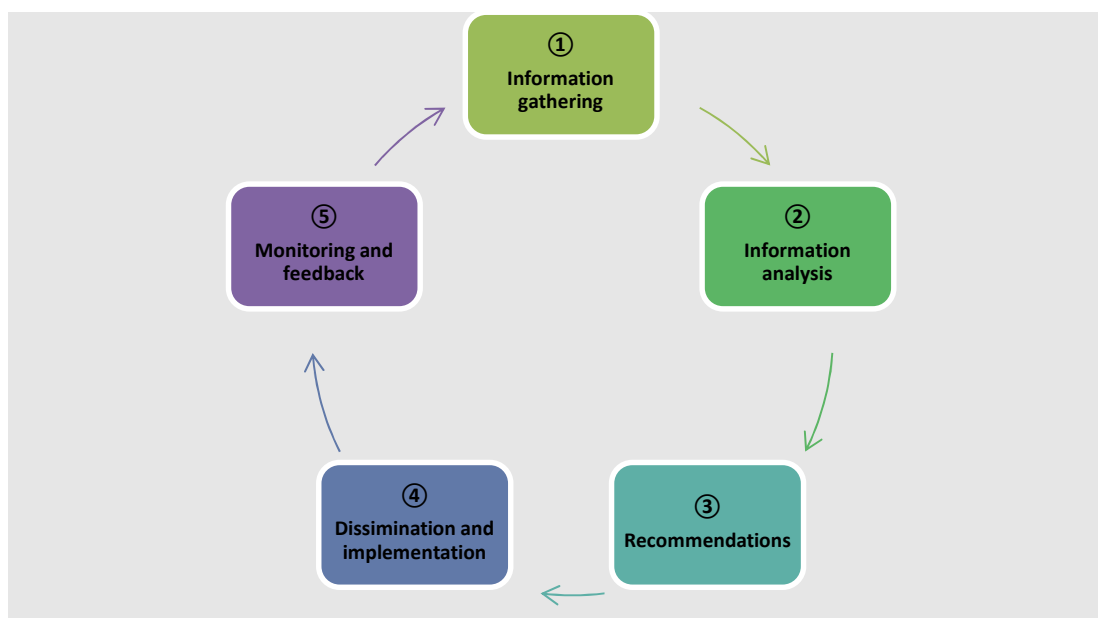 ①
Information
gathering
②
Information
analysis
③
Recommendations
④
Dissimination and
implementation
⑤
Monitoring and
feedback